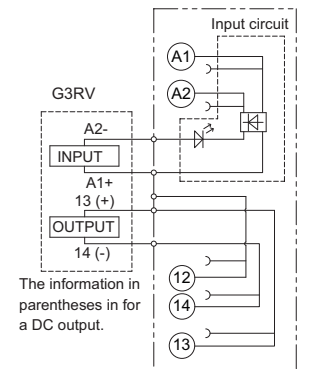 Input circuit
A1
A2
G3RV
A2-
INPUT
A1+
13 (+)
OUTPUT
14 (-)
12
14
13
The information in
parentheses in for
a DC output.